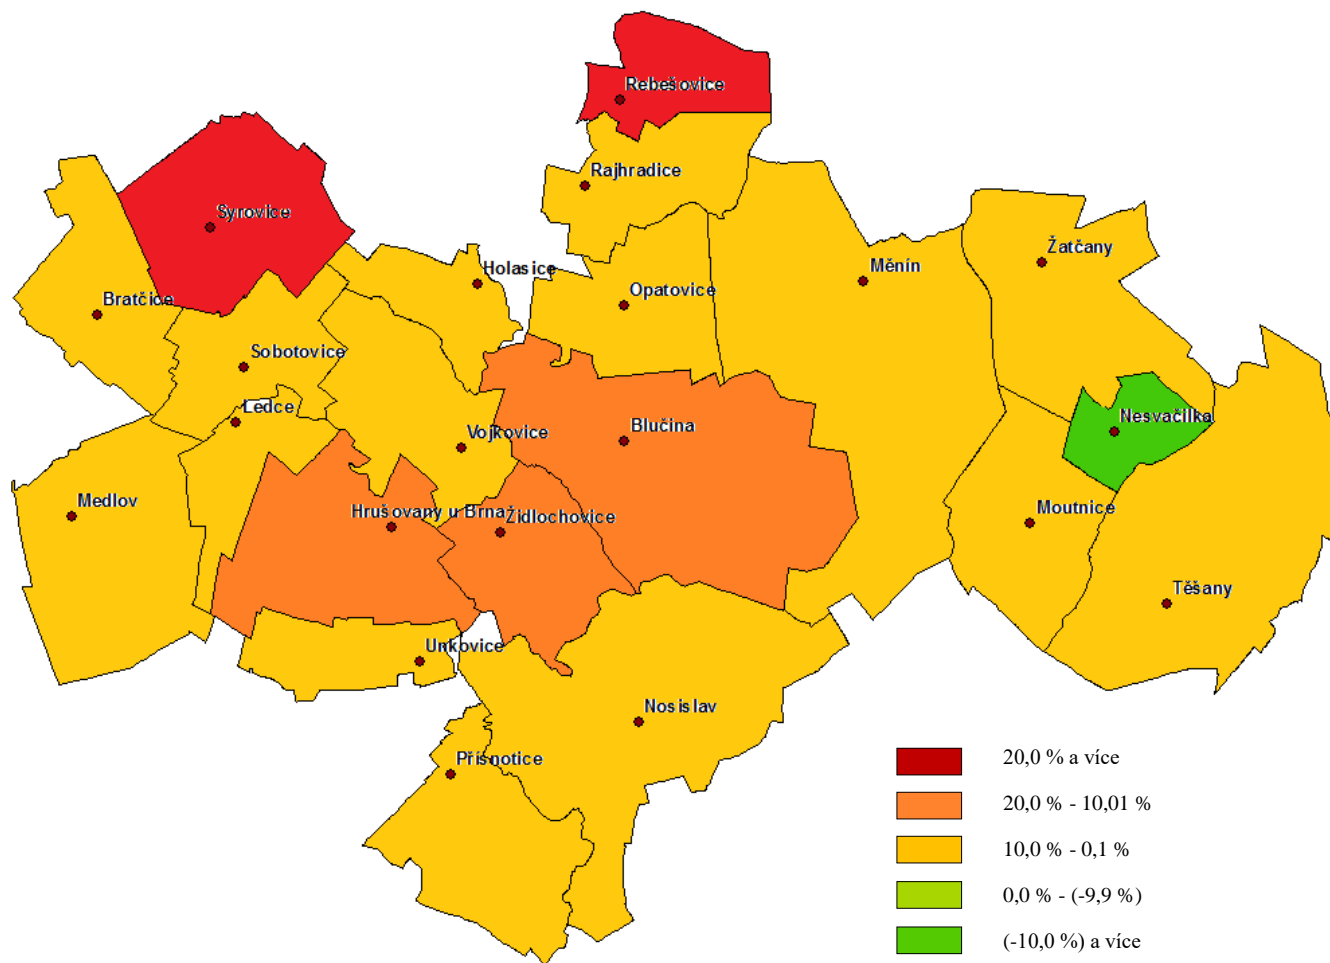 Rebešovice
Rajhradice
Syrovice
Žatčany
Holasice
Měnín
Bratčice
Opatovice
Sobotovice
Ledce
Nesvačilka
Blučina
Vojkovice
Medlov
Hrušovany u Brna
Židlochovice
Moutnice
Těšany
Unkovice
Nosislav
Přísnotice
20,0 % a více
20,0 % - 10,01 %
10,0 % - 0,1 %
0,0 % - (-9,9 %)
(-10,0 %) a více